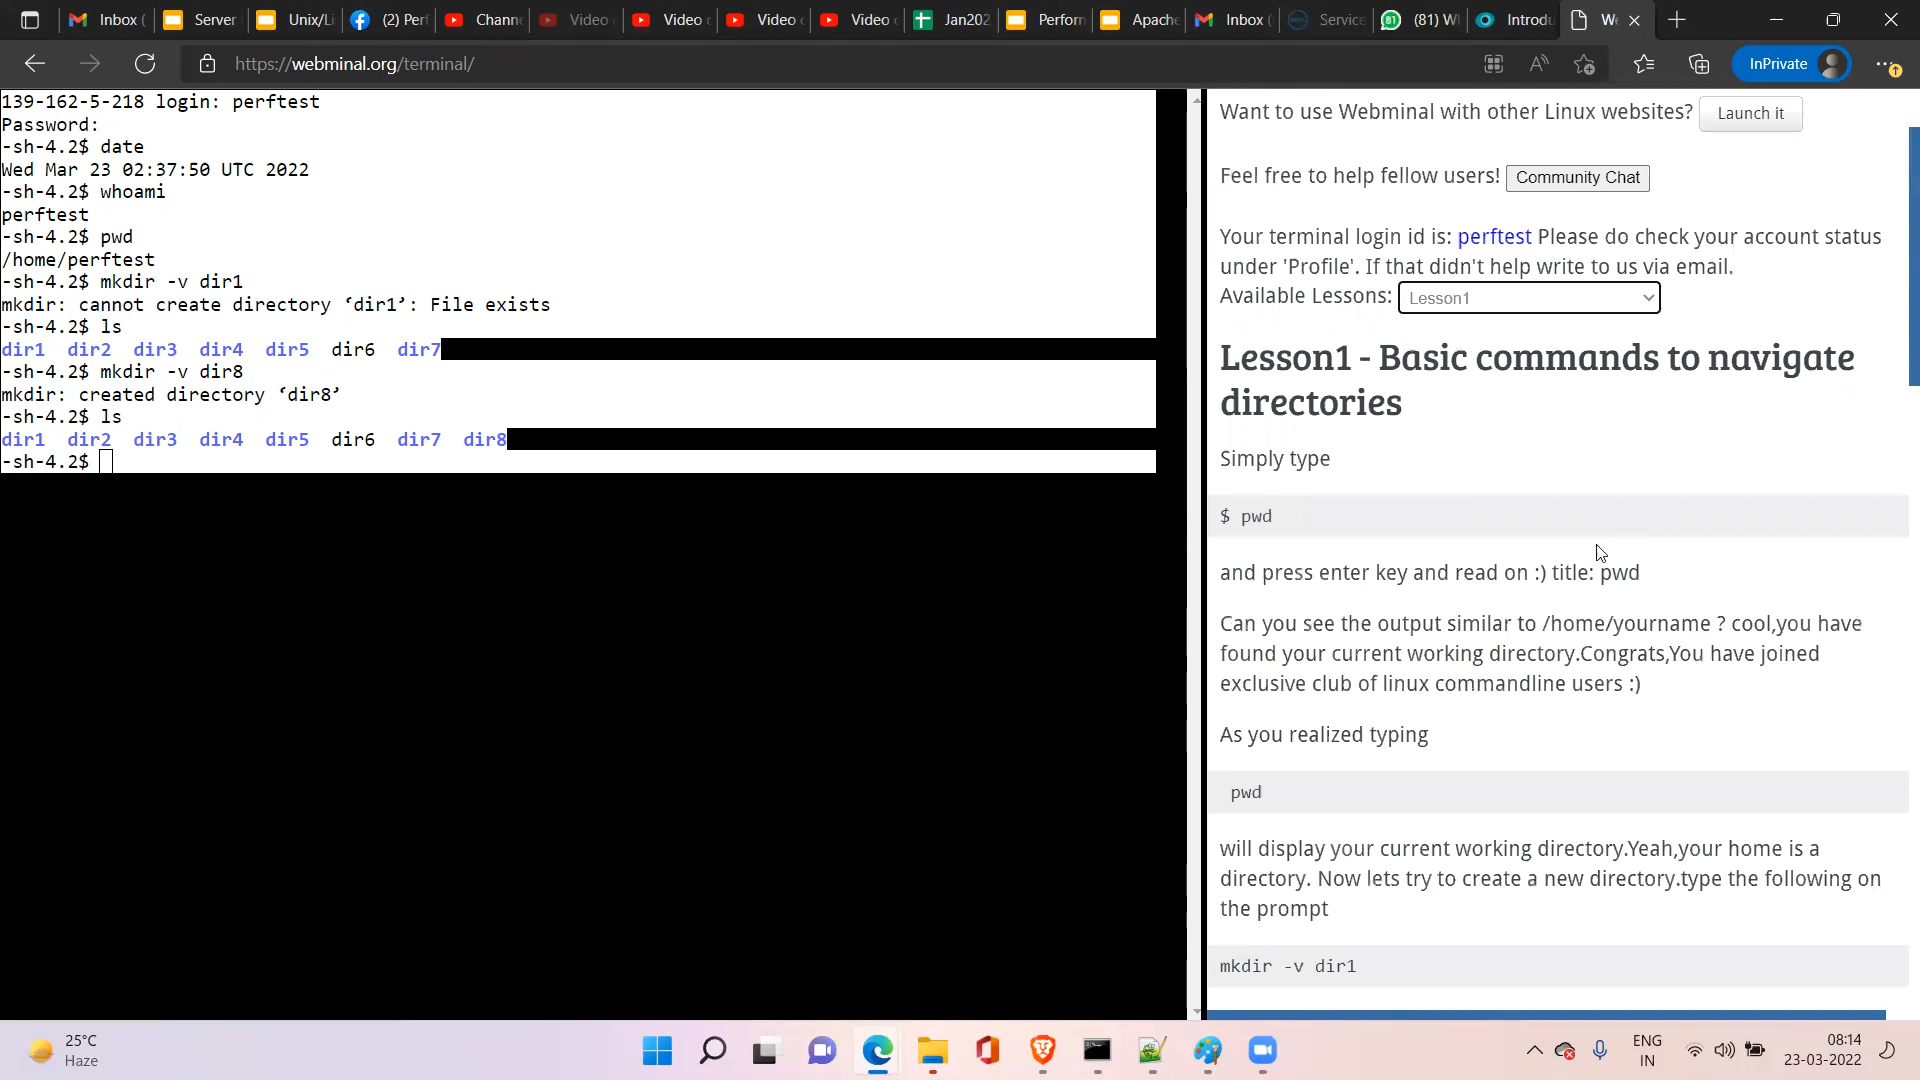 Inbox (
Server
Unix/Li
(2) Perf
Channe
Video
Video
Video
Video
Jan202
Perform
Apache
Inbox (
Service
(81) W
Introdu
We
https://webminal.org/terminal/
InPrivate
139-162-5-218 login: perftest
Password:
-sh-4.2$ date
Wed Mar 23 02:37:50 UTC 2022
-sh-4.2$ whoami
perftest
-sh-4.2$ pwd
/home/perftest
-sh-4.2$ mkdir -v dir1
mkdir: cannot create directory ‘dir1’: File exists
-sh-4.2$ ls
dir1 dir2 dir3 dir4 dir5 dir6 dir7
-sh-4.2$ mkdir -v dir8
mkdir: created directory ‘dir8’
-sh-4.2$ ls
dir1 dir2 dir3 dir4 dir5 dir6 dir7 dir8
-sh-4.2$
Want to use Webminal with other Linux websites? Launch it
Feel free to help fellow users! Community Chat
Your terminal login id is: perftest Please do check your account status
under 'Profile'. If that didn't help write to us via email.
Available Lessons: Lesson1
Lesson1 - Basic commands to navigate
directories
Simply type
$ pwd
and press enter key and read on :) title: pwd
Can you see the output similar to /home/yourname ? cool,you have
found your current working directory.Congrats,You have joined
exclusive club of linux commandline users :)
As you realized typing
pwd
will display your current working directory.Yeah,your home is a
directory. Now lets try to create a new directory.type the following on
the prompt
mkdir -v dir1
25°C
Haze
ENG
IN
08:14
23-03-2022